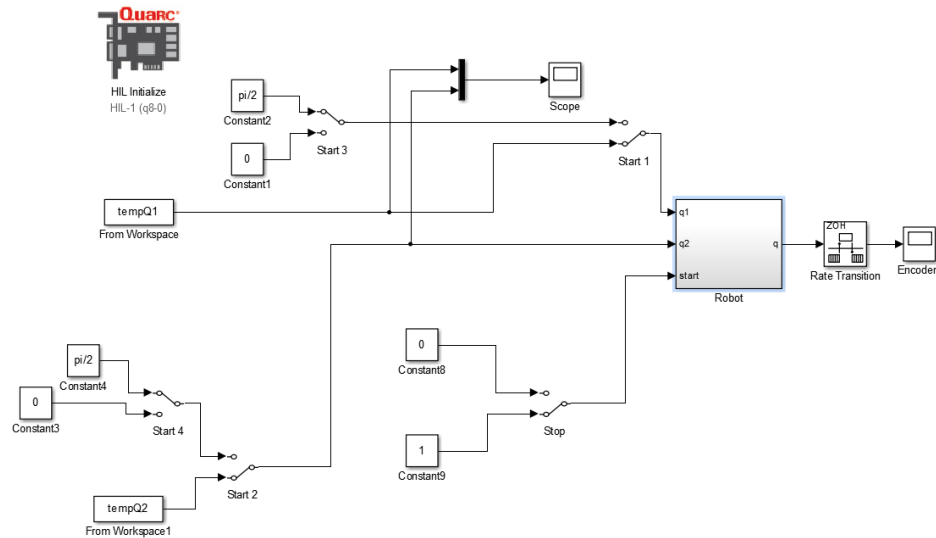 QUARC®
HIL Initialize
HIL-1 (q8-0)
pi/2
Constant2
Start 3
0
Constant1
Scope
Start 1
tempQ1
From Workspace
q1
q2
start
q
Robot
ZOH
Rate Transition
Encoder
pi/2
Constant4
0
Constant3
Start 4
Start 2
tempQ2
From Workspace1
0
Constant8
1
Constant9
Stop